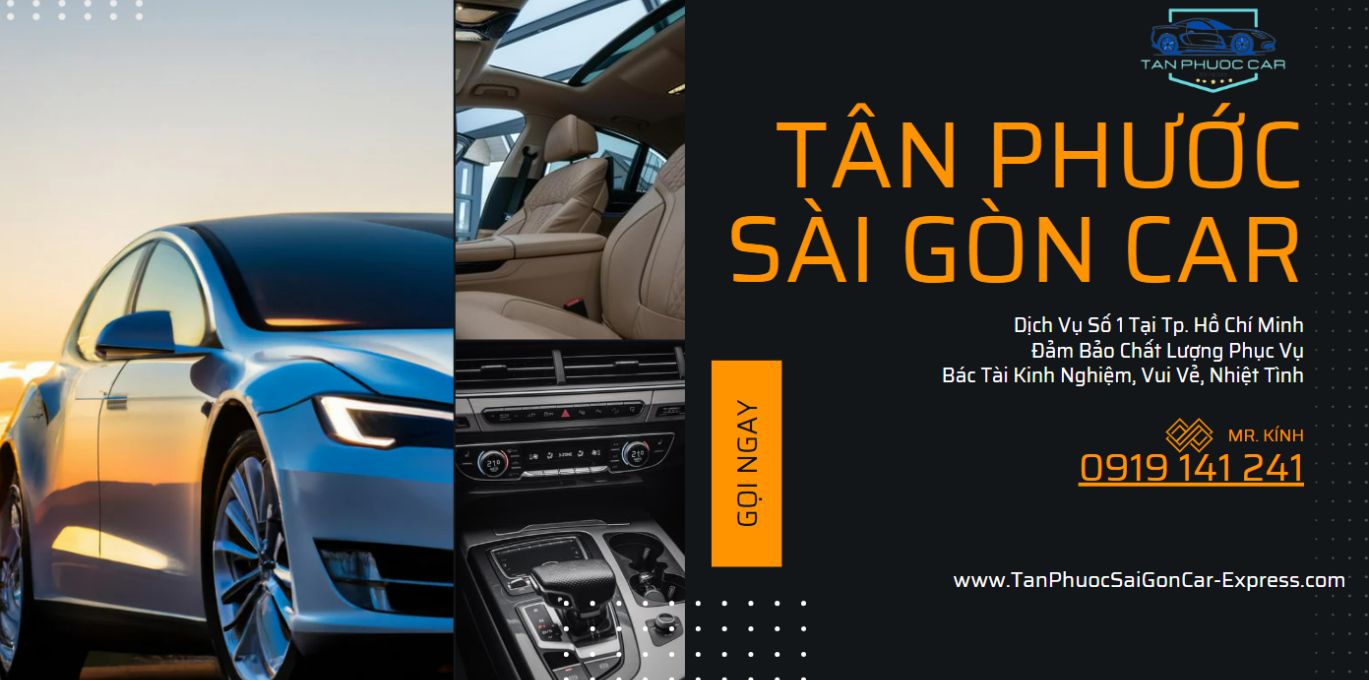 TAN PHUOC CAR
TÂN PHƯỚC
SÀI GÒN CAR
Dịch Vụ Số 1 Tại Tp. Hồ Chí Minh
Đảm Bảo Chất Lượng Phục Vụ
Bác Tài Kinh Nghiệm, Vui Vẻ, Nhiệt Tình
GỌI NGAY
MR. KÍNH
0919 141 241
www.TanPhuocSaiGonCar-Express.com